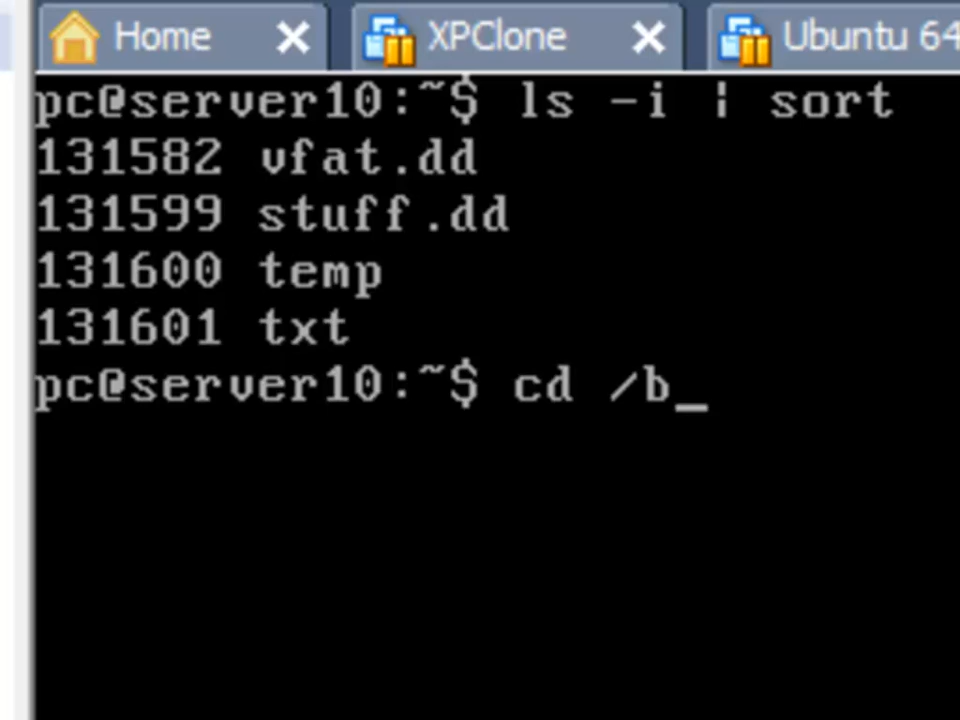 Home XPClone Ubuntu 64
pc@server10:~$ ls -i | sort
131582 vfat.dd
131599 stuff.dd
131600 temp
131601 txt
pc@server10:~$ cd /b_